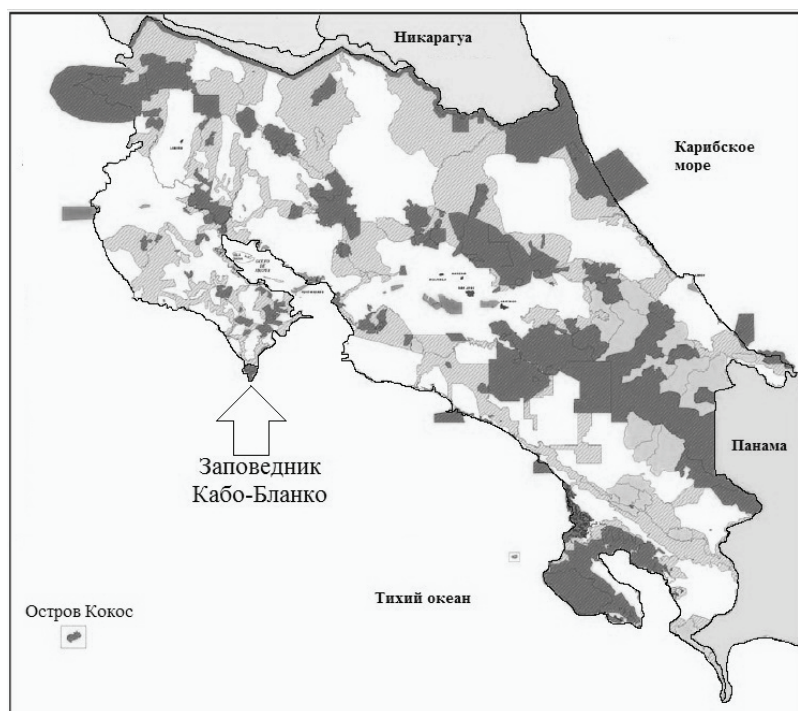 Никарагуа
Карибское
море
Панама
Заповедник
Кабо-Бланко
Тихий океан
Остров Кокос